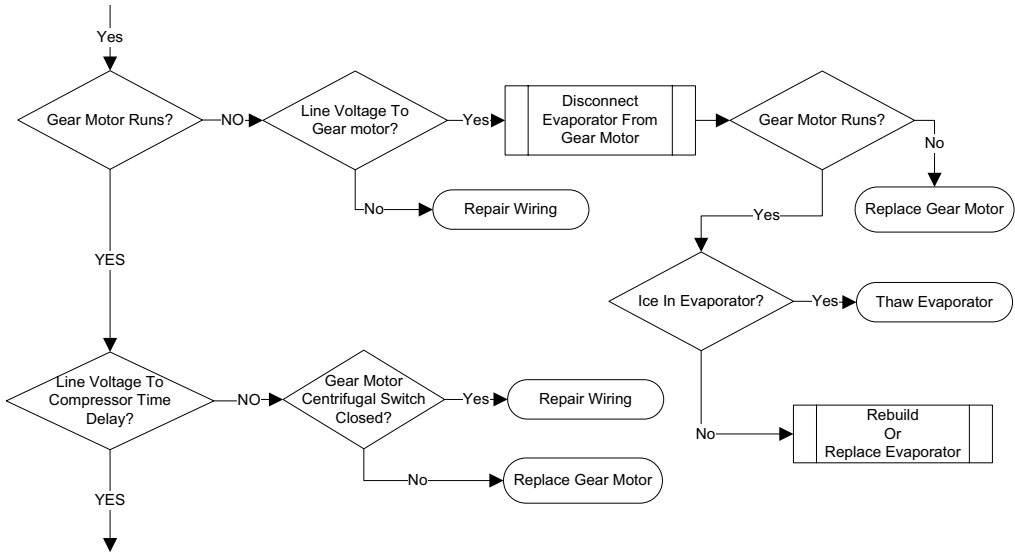 Yes
Gear Motor Runs?
NO
Line Voltage To
Gear motor?
Yes
Disconnect
Evaporator From
Gear Motor
Gear Motor Runs?
No
Replace Gear Motor
No
Repair Wiring
Yes
YES
Ice In Evaporator?
Yes
Thaw Evaporator
Line Voltage To
Compressor Time
Delay?
NO
Gear Motor
Centrifugal Switch
Closed?
Yes
Repair Wiring
No
Rebuild
Or
Replace Evaporator
No
Replace Gear Motor
YES